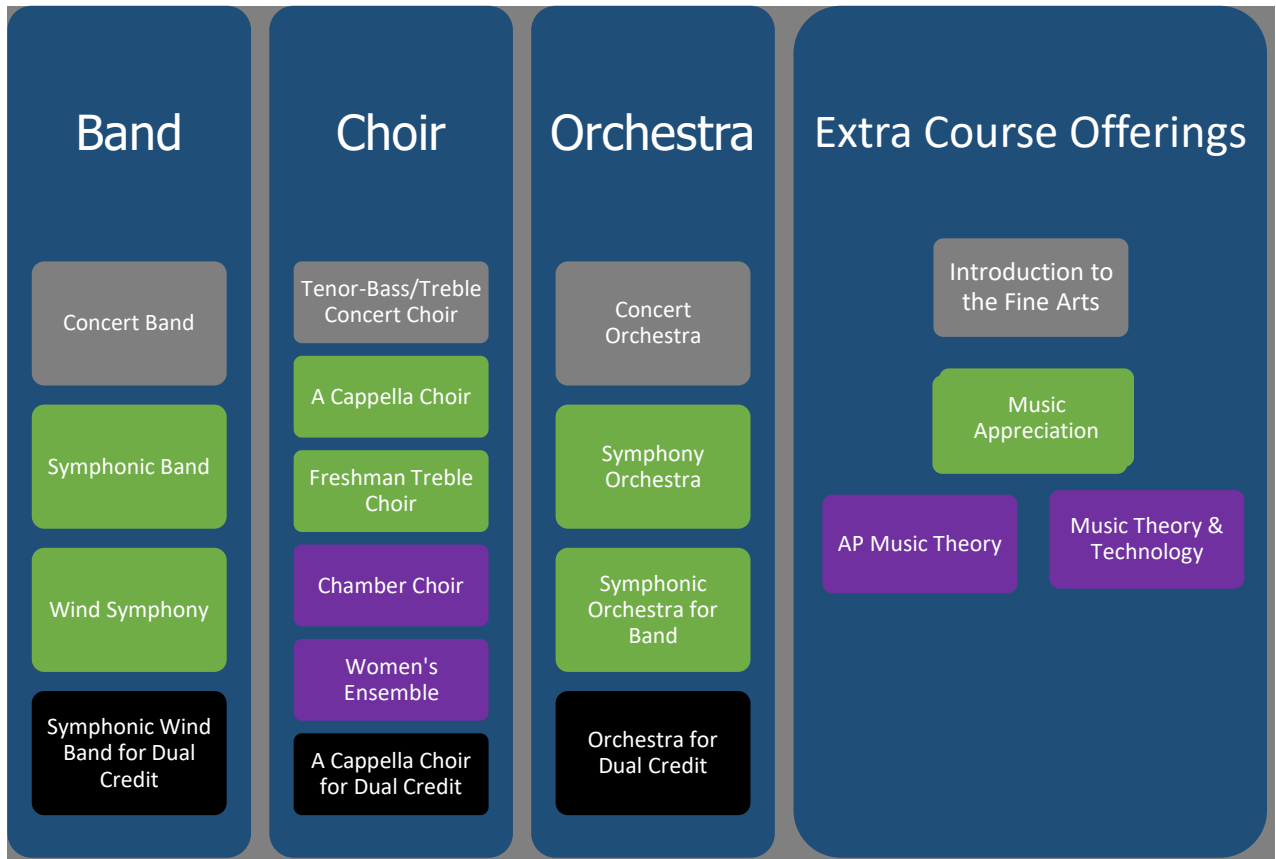 Band
Concert Band
Symphonic Band
Wind Symphony
Symphonic Wind
Band for Dual
Credit
Choir
Tenor-Bass/Treble
Concert Choir
A Cappella Choir
Freshman Treble
Choir
Chamber Choir
Women's
Ensemble
A Cappella Choir
for Dual Credit
Orchestra
Concert
Orchestra
Symphony
Orchestra
Symphonic
Orchestra for
Band
Orchestra for
Dual Credit
Extra Course Offerings
Introduction to
the Fine Arts
Music
Appreciation
AP Music Theory
Music Theory &
Technology